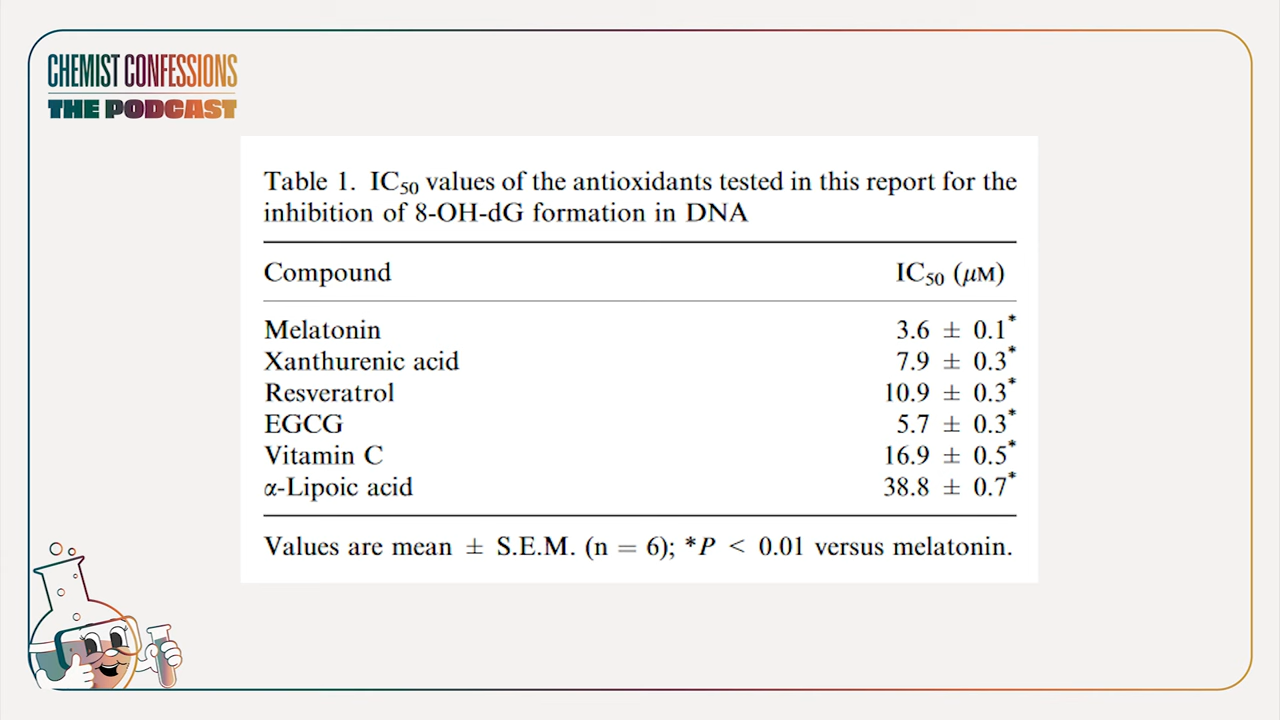 CHEMIST CONFESSIONS
THE PODCAST
Table 1. IC50 values of the antioxidants tested in this report for the
inhibition of 8-OH-dG formation in DNA
Compound IC50 (μM)
Melatonin 3.6 ± 0.1*
Xanthurenic acid 7.9 ± 0.3*
Resveratrol 10.9 ± 0.3*
EGCG 5.7 ± 0.3*
Vitamin C 16.9 ± 0.5*
α-Lipoic acid 38.8 ± 0.7*
Values are mean ± S.E.M. (n = 6); *P < 0.01 versus melatonin.